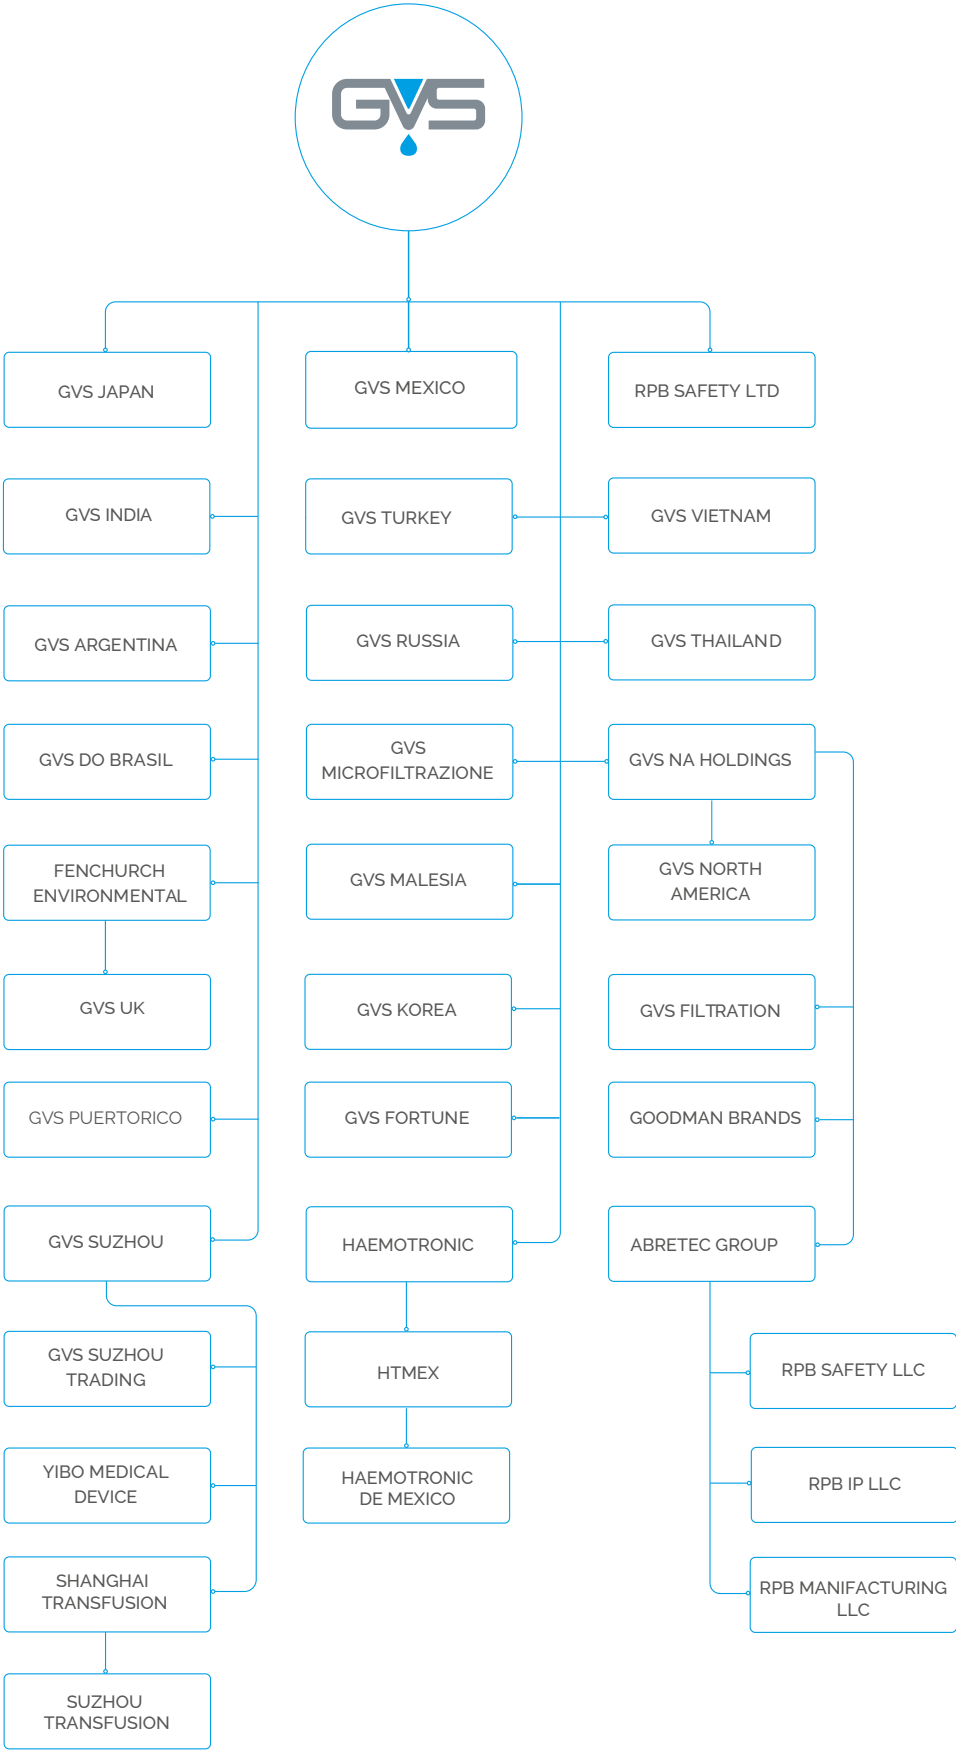 GVS
GVS JAPAN
GVS MEXICO
RPB SAFETY LTD
GVS INDIA
GVS TURKEY
GVS VIETNAM
GVS ARGENTINA
GVS RUSSIA
GVS THAILAND
GVS DO BRASIL
GVS
MICROFILTRAZIONE
GVS NA HOLDINGS
FENCHURCH
ENVIRONMENTAL
GVS MALESIA
GVS NORTH
AMERICA
GVS UK
GVS KOREA
GVS FILTRATION
GVS PUERTORICO
GVS FORTUNE
GOODMAN BRANDS
GVS SUZHOU
HAEMOTRONIC
ABRETEC GROUP
GVS SUZHOU
TRADING
HTMEX
RPB SAFETY LLC
YIBO MEDICAL
DEVICE
HAEMOTRONIC
DE MEXICO
RPB IP LLC
SHANGHAI
TRANSFUSION
RPB MANIFACTURING
LLC
SUZHOU
TRANSFUSION